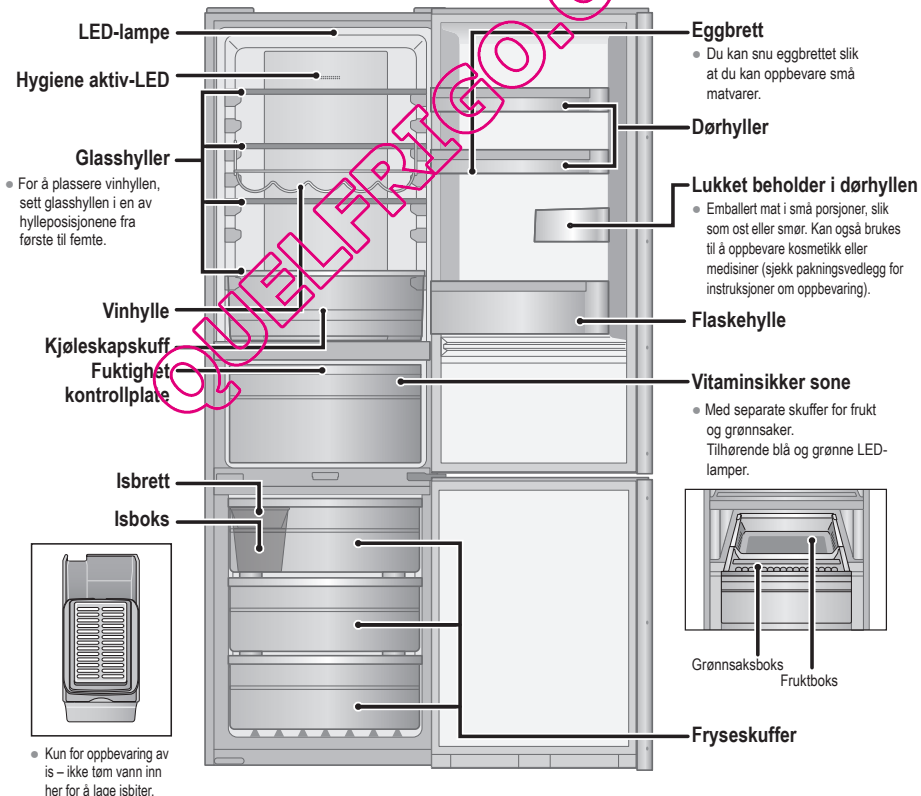 LED-lampe
Hygiene aktiv-LED
Glasshyller
• For å plassere vinhyllen,
sett glasshyllen i en av
hylleposisjonene fra
første til femte.
Vinhylle
Kjøleskapskuff
Fuktighet
kontrollplate
Isbrett
Isboks
• Kun for oppbevaring av
is – ikke tøm vann inn
her for å lage isbiter.
Eggbrett
• Du kan snu eggbrettet slik
at du kan oppbevare små
matvarer.
Dørhyller
Lukket beholder i dørhyllen
• Emballert mat i små porsjoner, slik
som ost eller smør. Kan også brukes
til å oppbevare kosmetikk eller
medisiner (sjekk pakningsvedlegg for
instruksjoner om oppbevaring).
Flaskehylle
Vitaminsikker sone
• Med separate skuffer for frukt
og grønnsaker.
Tilhørende blå og grønne LED-
lamper.
Grønnsaksboks
Fruktboks
Fryseskuffer
QUELFRIGO.